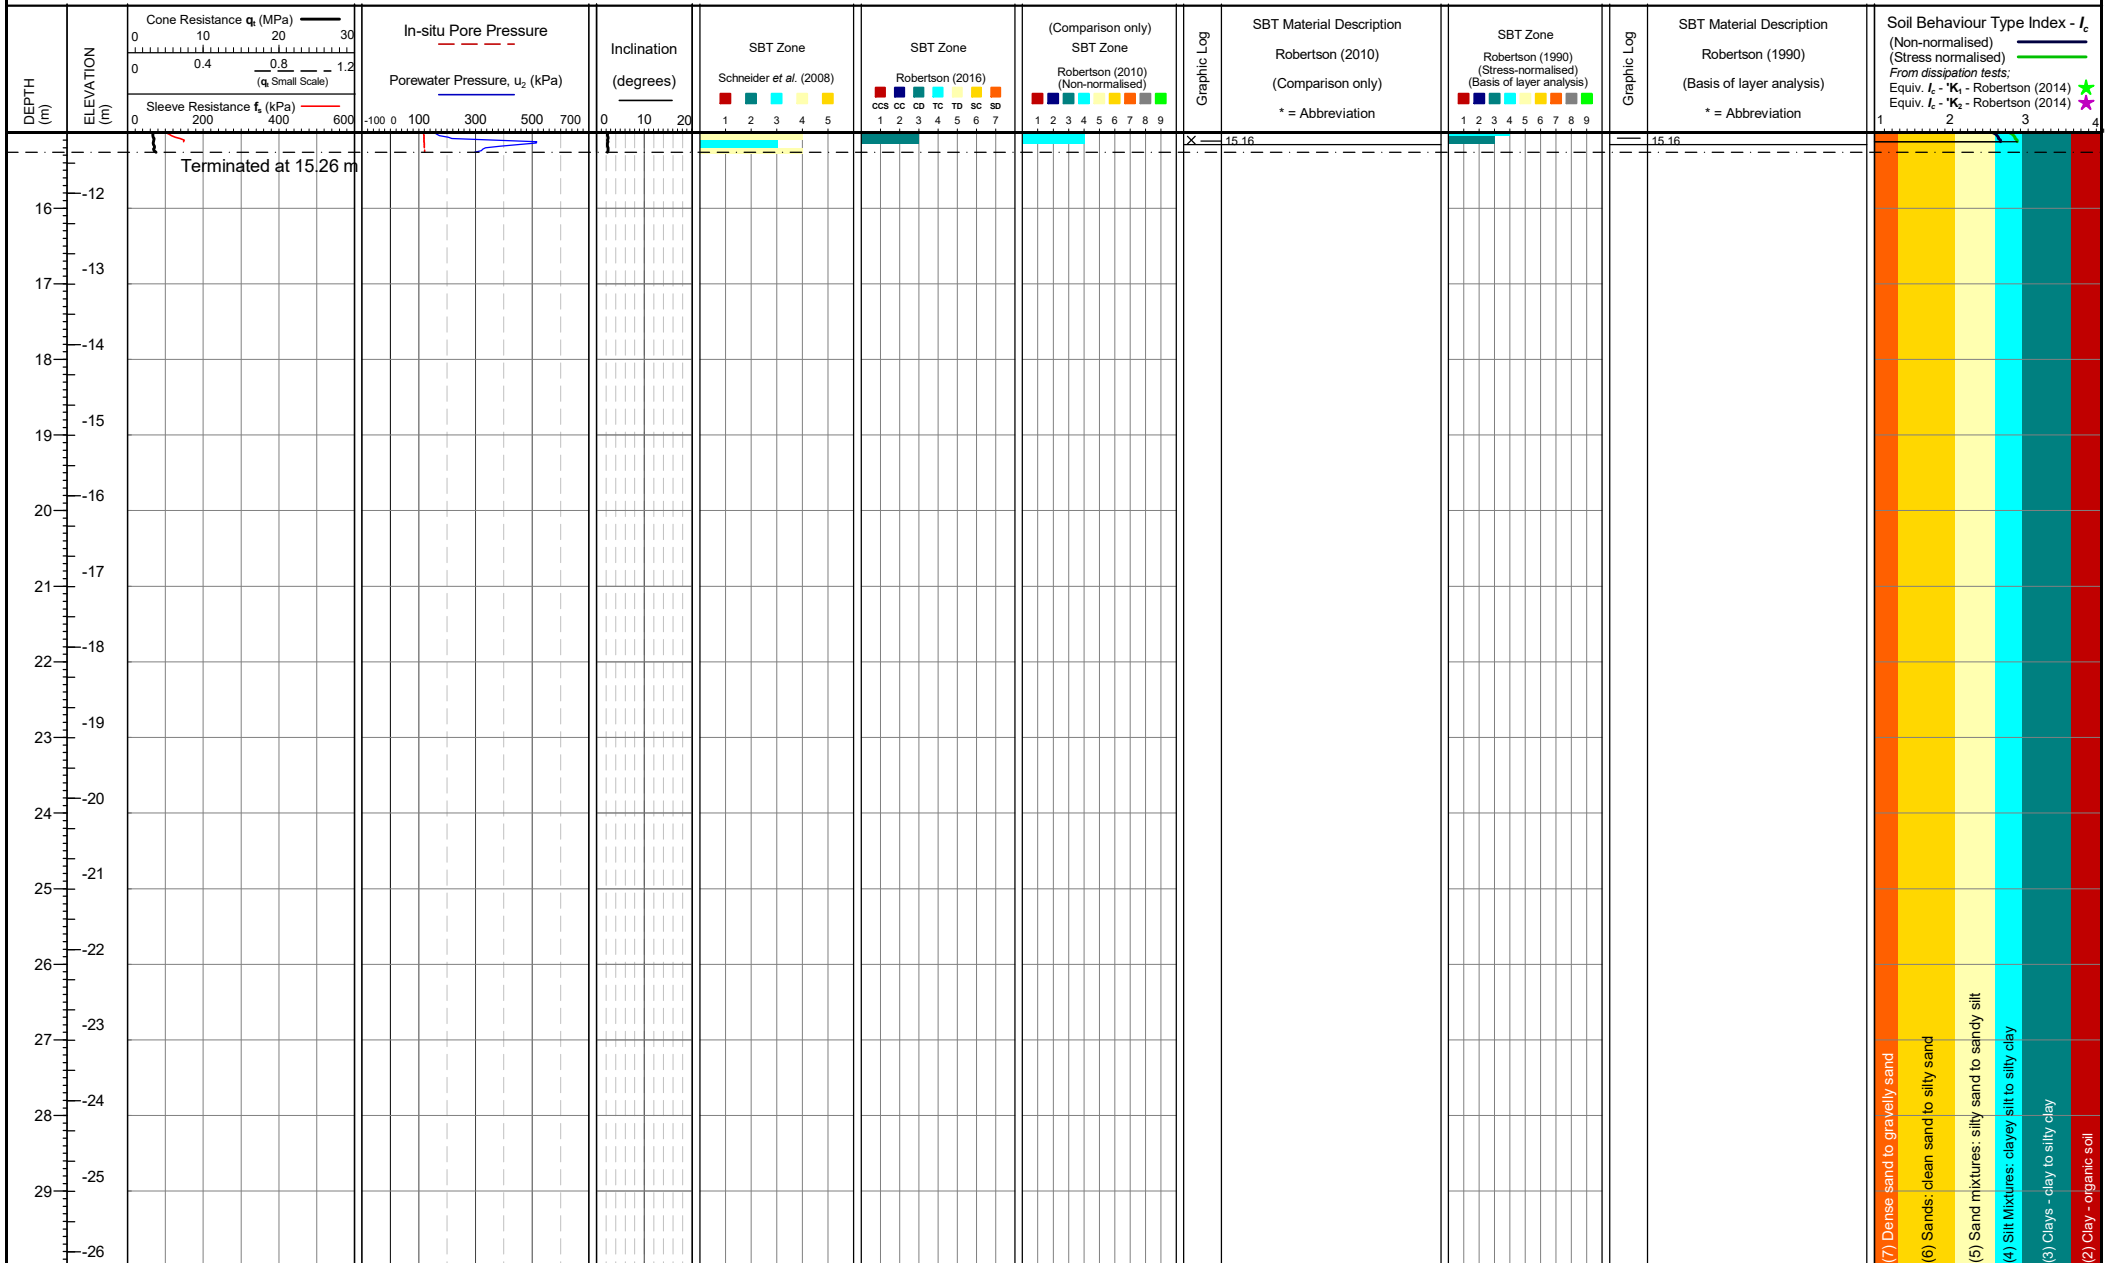 DEPTH
(m)
ELEVATION
(m)
Cone Resistance qt (MPa)
0 10 20 30
0 0.4 0.8 1.2
(qt Small Scale)
Sleeve Resistance fs (kPa)
0 200 400 600
In-situ Pore Pressure
Porewater Pressure, u2 (kPa)
-100 0 100 300 500 700
Inclination
(degrees)
0 10 20
SBT Zone
Schneider et al. (2008)
1 2 3 4 5
SBT Zone
Robertson (2016)
CCS CC CD TC TD SC SD
1 2 3 4 5 6 7
(Comparison only)
SBT Zone
Robertson (2010)
(Non-normalised)
1 2 3 4 5 6 7 8 9
Graphic Log
SBT Material Description
Robertson (2010)
(Comparison only)
* = Abbreviation
SBT Zone
Robertson (1990)
(Stress-normalised)
(Basis of layer analysis)
1 2 3 4 5 6 7 8 9
Graphic Log
SBT Material Description
Robertson (1990)
(Basis of layer analysis)
* = Abbreviation
Soil Behaviour Type Index - Ic
(Non-normalised)
(Stress normalised)
From dissipation tests;
Equiv. Ic - 'K1 - Robertson (2014)
Equiv. Ic - 'K2 - Robertson (2014)
1 2 3 4
15.16
15.16
Terminated at 15.26 m
-12
16
-13
17
-14
18
-15
19
-16
20
-17
21
-18
22
-19
23
-20
24
-21
25
-22
26
-23
27
-24
28
-25
29
-26
(7) Dense sand to gravelly sand
(6) Sands: clean sand to silty sand
(5) Sand mixtures: silty sand to sandy silt
(4) Silt Mixtures: clayey silt to silty clay
(3) Clays - clay to silty clay
(2) Clay - organic soil